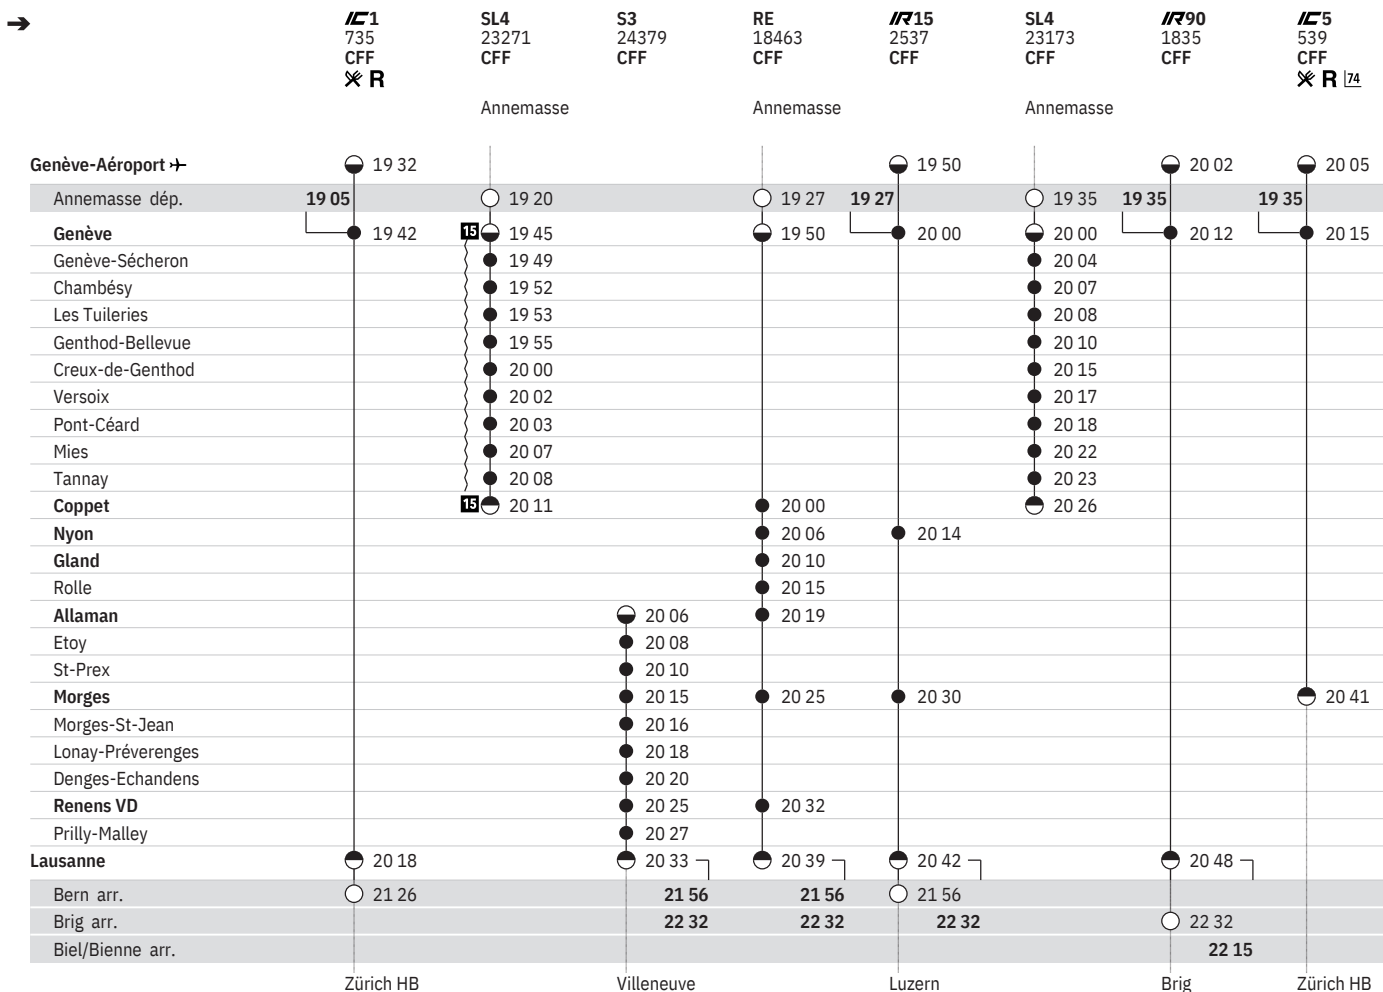 ➔ IC1 SL4 S3 RE IR15 SL4 IR90 IC5
735 23271 24379 18463 2537 23173 1835 539
CFF CFF CFF CFF CFF CFF CFF CFF
R R 74
Annemasse Annemasse Annemasse
Genève-Aéroport 19 32 19 50 20 02 20 05
Annemasse dép. 19 05 19 20 19 27 19 27 19 35 19 35 19 35
Genève 19 42 15 19 45 19 50 20 00 20 00 20 12 20 15
Genève-Sécheron 19 49 20 04
Chambésy 19 52 20 07
Les Tuileries 19 53 20 08
Genthod-Bellevue 19 55 20 10
Creux-de-Genthod 20 00 20 15
Versoix 20 02 20 17
Pont-Céard 20 03 20 18
Mies 20 07 20 22
Tannay 20 08 20 23
Coppet 15 20 11 20 00 20 26
Nyon 20 06 20 14
Gland 20 10
Rolle 20 15
Allaman 20 06 20 19
Etoy 20 08
St-Prex 20 10
Morges 20 15 20 25 20 30 20 41
Morges-St-Jean 20 16
Lonay-Préverenges 20 18
Denges-Echandens 20 20
Renens VD 20 25 20 32
Prilly-Malley 20 27
Lausanne 20 18 20 33 20 39 20 42 20 48
Bern arr. 21 26 21 56 21 56 21 56
Brig arr. 22 32 22 32 22 32 22 32
Biel/Bienne arr. 22 15
Zürich HB Villeneuve Luzern Brig Zürich HB